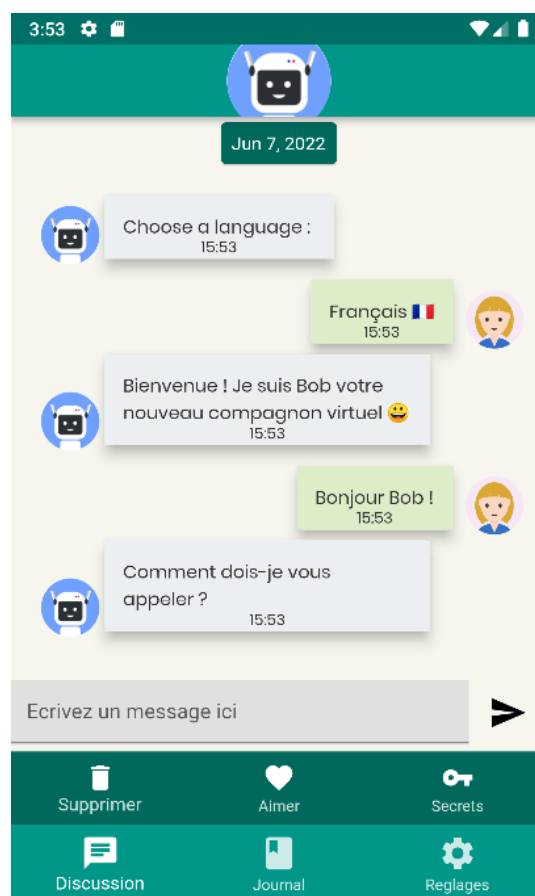 3:53
Jun 7, 2022
Choose a language :
15:53
Français 🇫🇷
15:53
Bienvenue ! Je suis Bob votre
nouveau compagnon virtuel 😀
15:53
Bonjour Bob !
15:53
Comment dois-je vous
appeler ?
15:53
Ecrivez un message ici
Supprimer Aimer Secrets
Discussion Journal Reglages